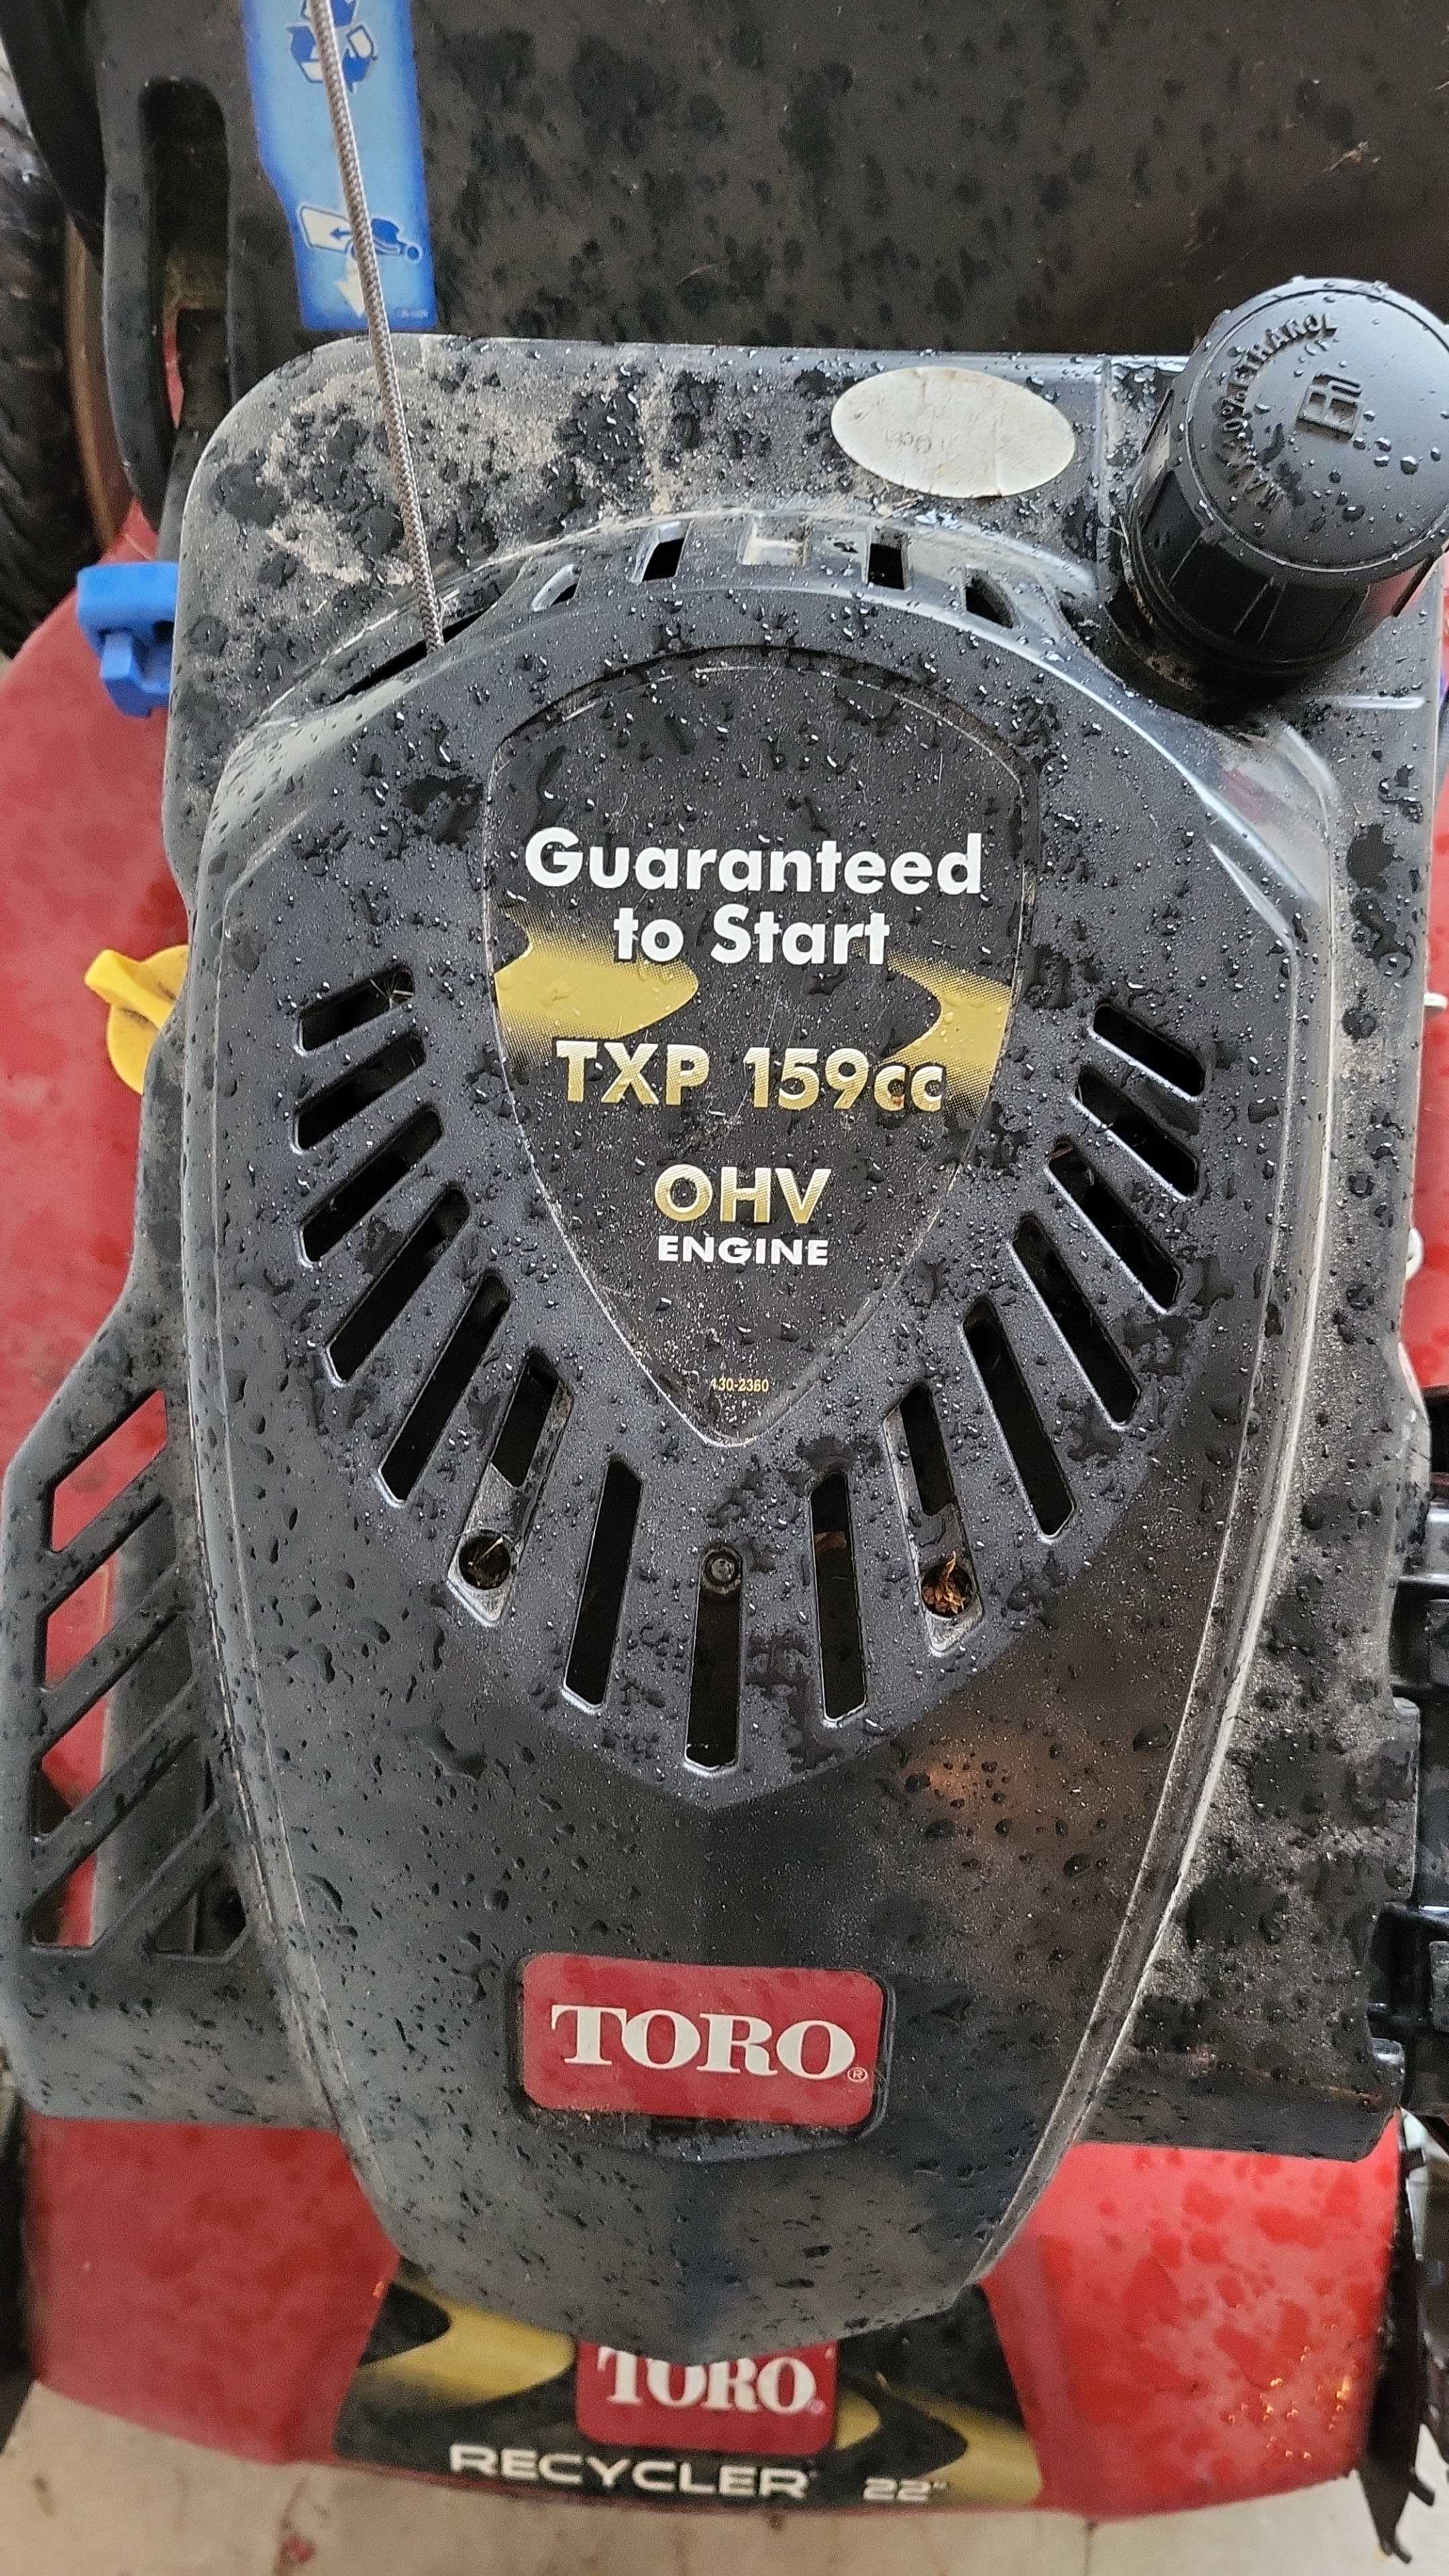 Guaranteed
to Start
TXP 159cc
OHV
ENGINE
130-2360
TORO®
TORO
RECYCLER 22"